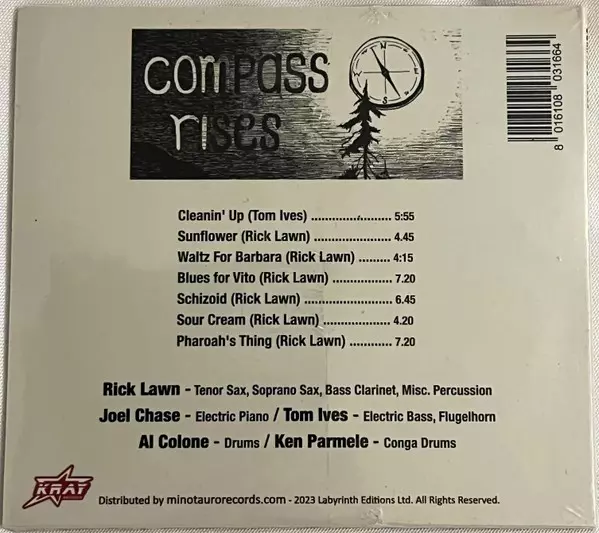 compass
rises
N
E
S
8 016108 031664
Cleanin' Up (Tom Ives) ...................... 5:55
Sunflower (Rick Lawn) ..................... 4.45
Waltz For Barbara (Rick Lawn) ......... 4:15
Blues for Vito (Rick Lawn) ................ 7.20
Schizoid (Rick Lawn) ....................... 6.45
Sour Cream (Rick Lawn) ................... 4.20
Pharoah's Thing (Rick Lawn) ............ 7.20
Rick Lawn - Tenor Sax, Soprano Sax, Bass Clarinet, Misc. Percussion
Joel Chase - Electric Piano / Tom Ives - Electric Bass, Flugelhorn
Al Colone - Drums / Ken Parmele - Conga Drums
KRAT
Distributed by minotaurorecords.com - 2023 Labyrinth Editions Ltd. All Rights Reserved.